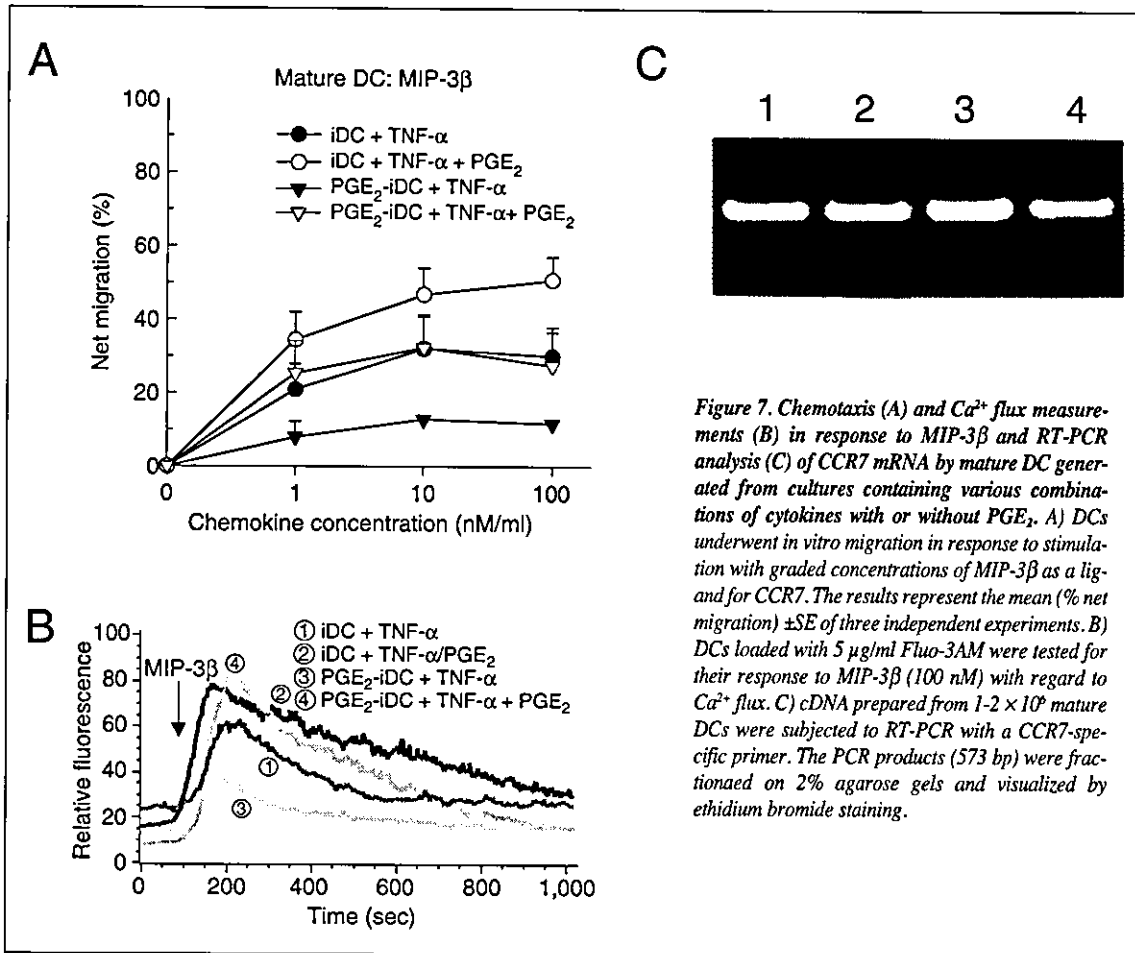 A
Mature DC: MIP-3β
iDC + TNF-α
iDC + TNF-α + PGE₂
PGE₂-iDC + TNF-α
PGE₂-iDC + TNF-α+ PGE₂
Net migration (%)
100
80
60
40
20
0
0
1
10
100
Chemokine concentration (nM/ml)
B
① iDC + TNF-α
② iDC + TNF-α/PGE₂
③ PGE₂-iDC + TNF-α
④ PGE₂-iDC + TNF-α + PGE₂
MIP-3β
④
②
①
③
Relative fluorescence
100
80
60
40
20
0
0
200
400
600
800
1,000
Time (sec)
C
1 2 3 4
Figure 7. Chemotaxis (A) and Ca²⁺ flux measure-
ments (B) in response to MIP-3β and RT-PCR
analysis (C) of CCR7 mRNA by mature DC gener-
ated from cultures containing various combina-
tions of cytokines with or without PGE₂. A) DCs
underwent in vitro migration in response to stimula-
tion with graded concentrations of MIP-3β as a lig-
and for CCR7. The results represent the mean (% net
migration) ±SE of three independent experiments. B)
DCs loaded with 5 µg/ml Fluo-3AM were tested for
their response to MIP-3β (100 nM) with regard to
Ca²⁺ flux. C) cDNA prepared from 1-2 × 10⁶ mature
DCs were subjected to RT-PCR with a CCR7-spe-
cific primer. The PCR products (573 bp) were frac-
tionaed on 2% agarose gels and visualized by
ethidium bromide staining.